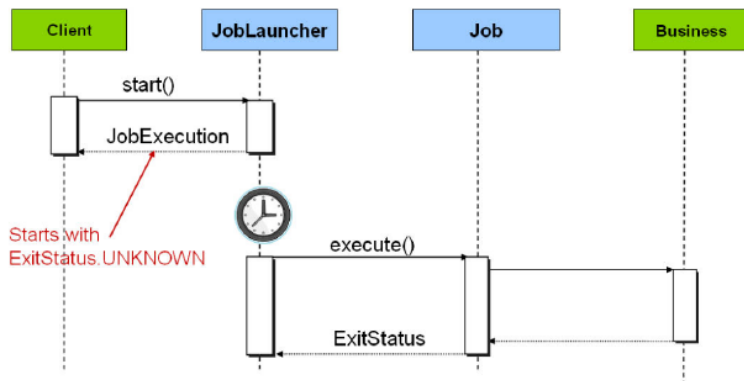 Client
JobLauncher
Job
Business
start()
JobExecution
Starts with
ExitStatus.UNKNOWN
execute()
ExitStatus